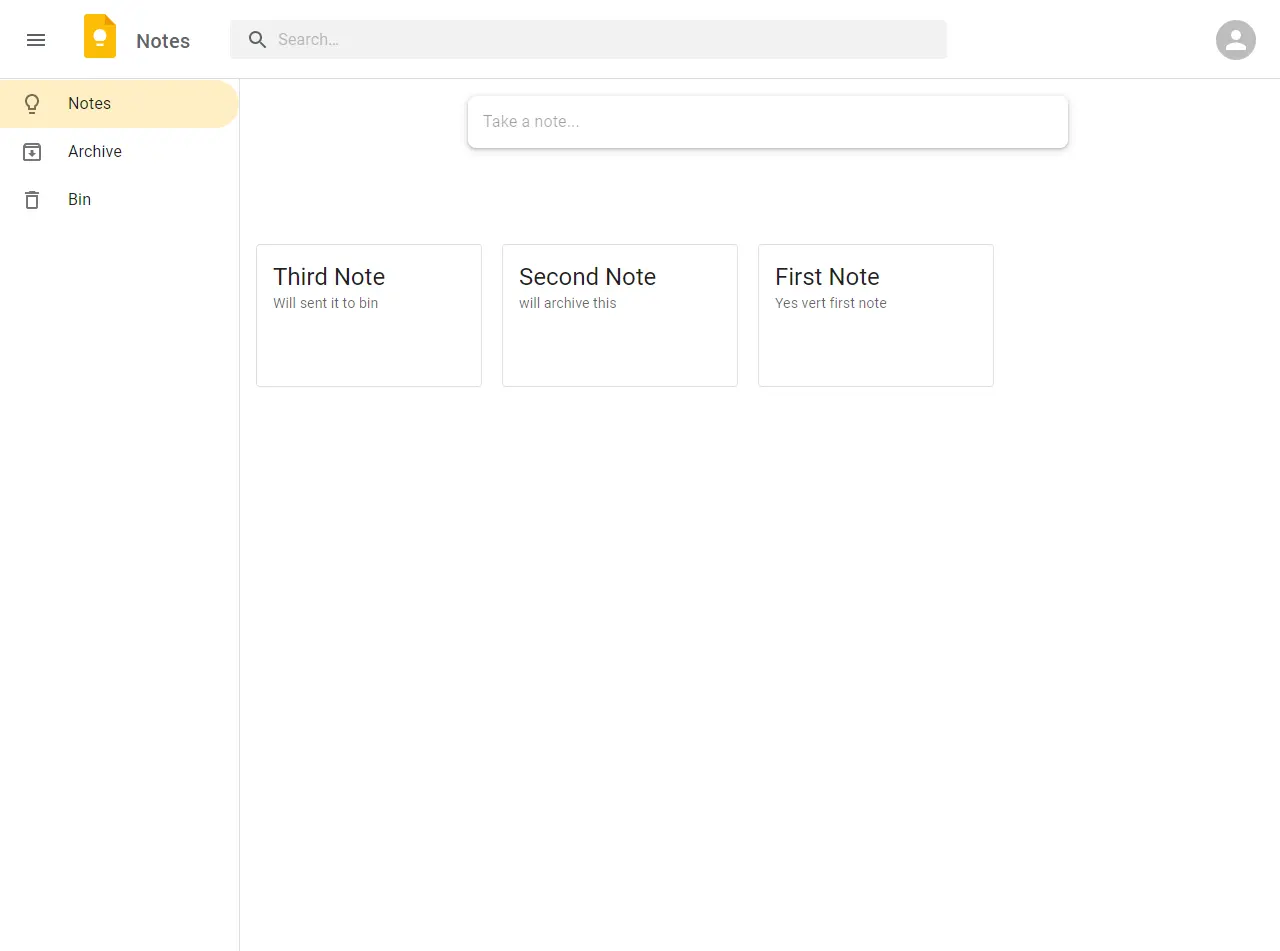 Notes
Search…
Notes
Archive
Bin
Take a note...
Third Note
Will sent it to bin
Second Note
will archive this
First Note
Yes vert first note